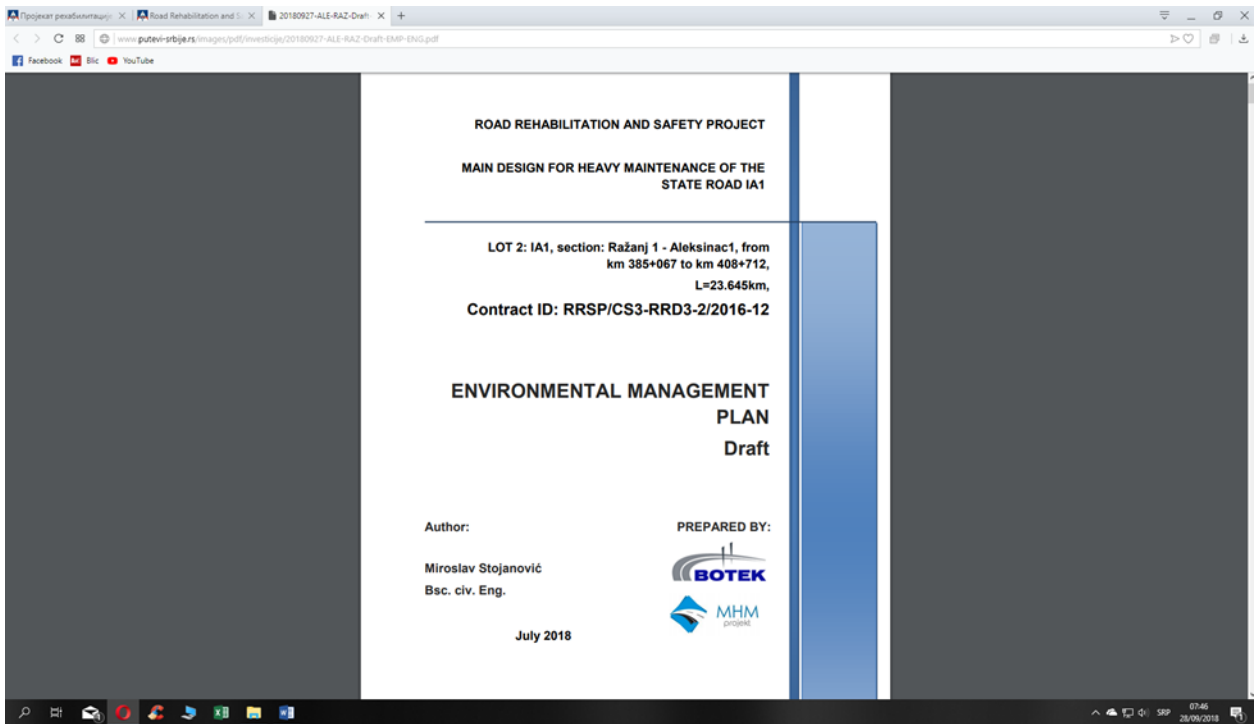 Пројекат рехабилитације
Road Rehabilitation and S
20180927-ALE-RAZ-Draft-
www.putevi-srbije.rs/images/pdf/investicije/20180927-ALE-RAZ-Draft-EMP-ENG.pdf
Facebook
Blic
YouTube
ROAD REHABILITATION AND SAFETY PROJECT
MAIN DESIGN FOR HEAVY MAINTENANCE OF THE
STATE ROAD IA1
LOT 2: IA1, section: Ražanj 1 - Aleksinac1, from
km 385+067 to km 408+712,
L=23.645km,
Contract ID: RRSP/CS3-RRD3-2/2016-12
ENVIRONMENTAL MANAGEMENT
PLAN
Draft
Author:
PREPARED BY:
Miroslav Stojanović
Bsc. civ. Eng.
BOTEK
MHM
projekt
July 2018
SRP
07:46
28/09/2018